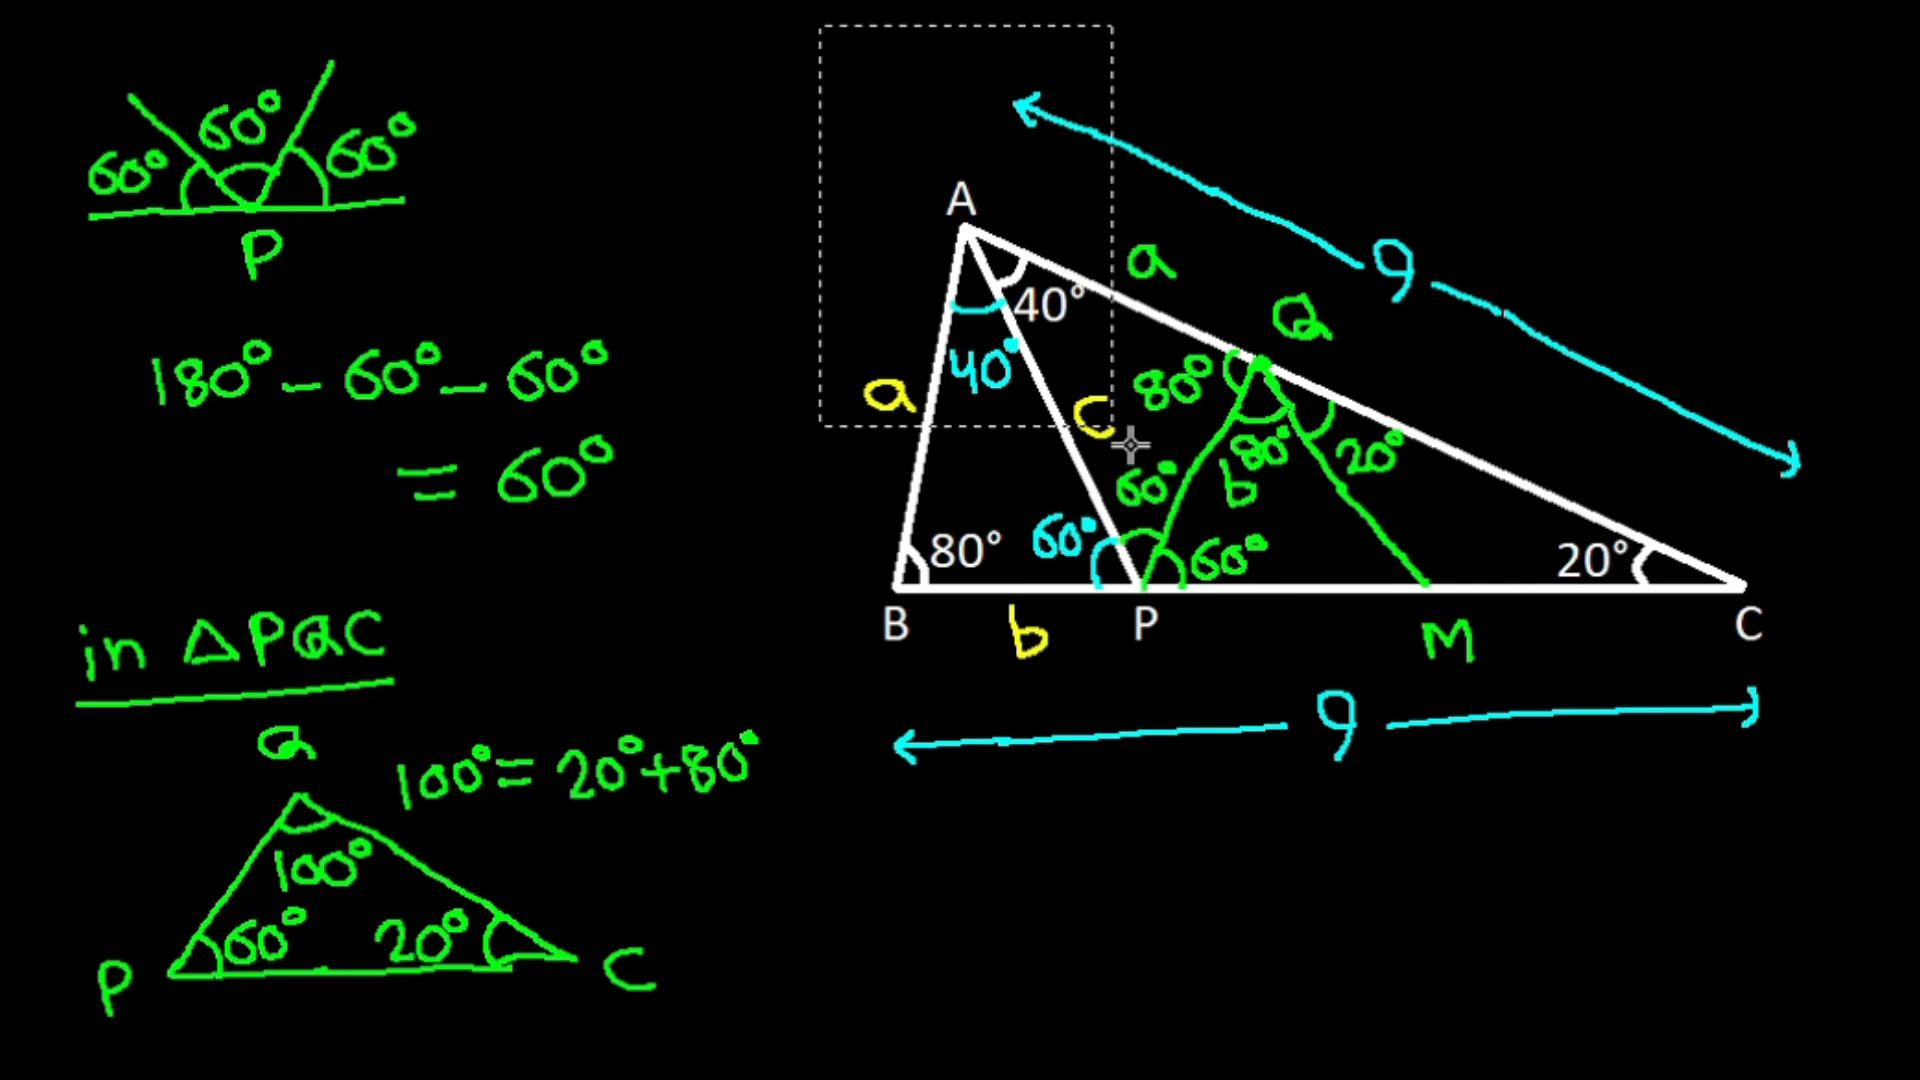 60° 60° 60°
P
180° - 60° - 60°
= 60°
in △PQC
Q
100° = 20° + 80°
100°
60° 20°
P C
9
A
a
Q
40°
40°
a
c
80°
80°
20°
60°
b
80°
60°
60°
20°
B
b
P
M
C
9